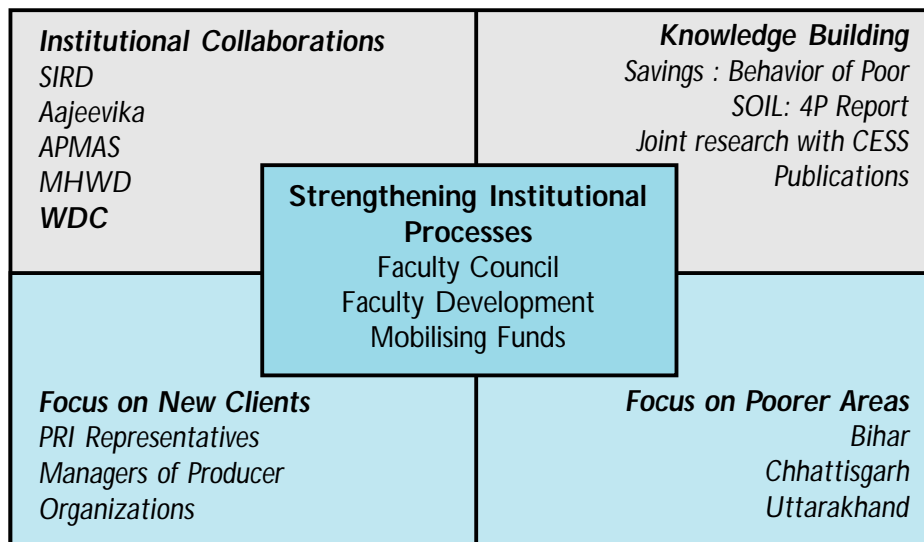 Institutional Collaborations
SIRD
Aajeevika
APMAS
MHWD
WDC
Knowledge Building
Savings : Behavior of Poor
SOIL: 4P Report
Joint research with CESS
Publications
Strengthening Institutional
Processes
Faculty Council
Faculty Development
Mobilising Funds
Focus on New Clients
PRI Representatives
Managers of Producer
Organizations
Focus on Poorer Areas
Bihar
Chhattisgarh
Uttarakhand